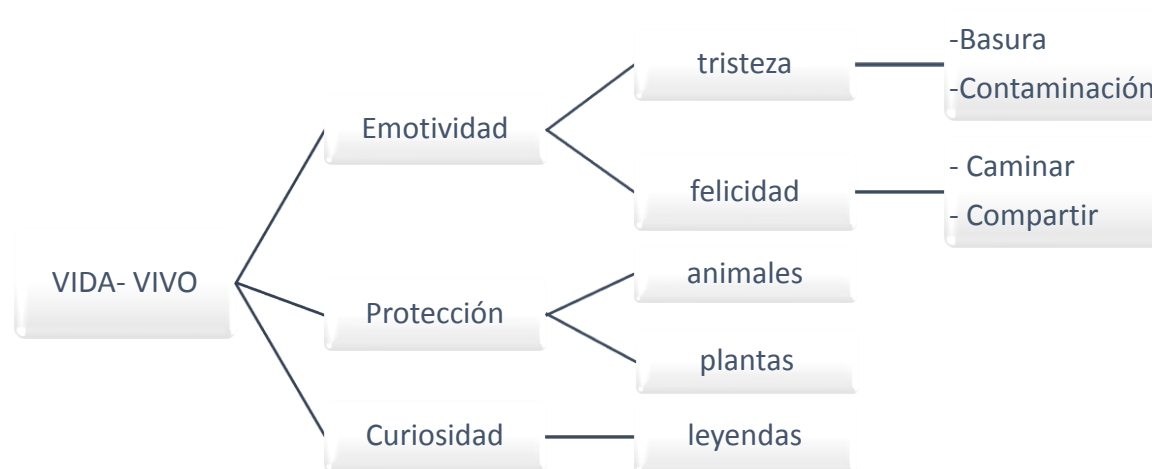 VIDA- VIVO
Emotividad
tristeza
-Basura
-Contaminación
felicidad
- Caminar
- Compartir
Protección
animales
plantas
Curiosidad
leyendas